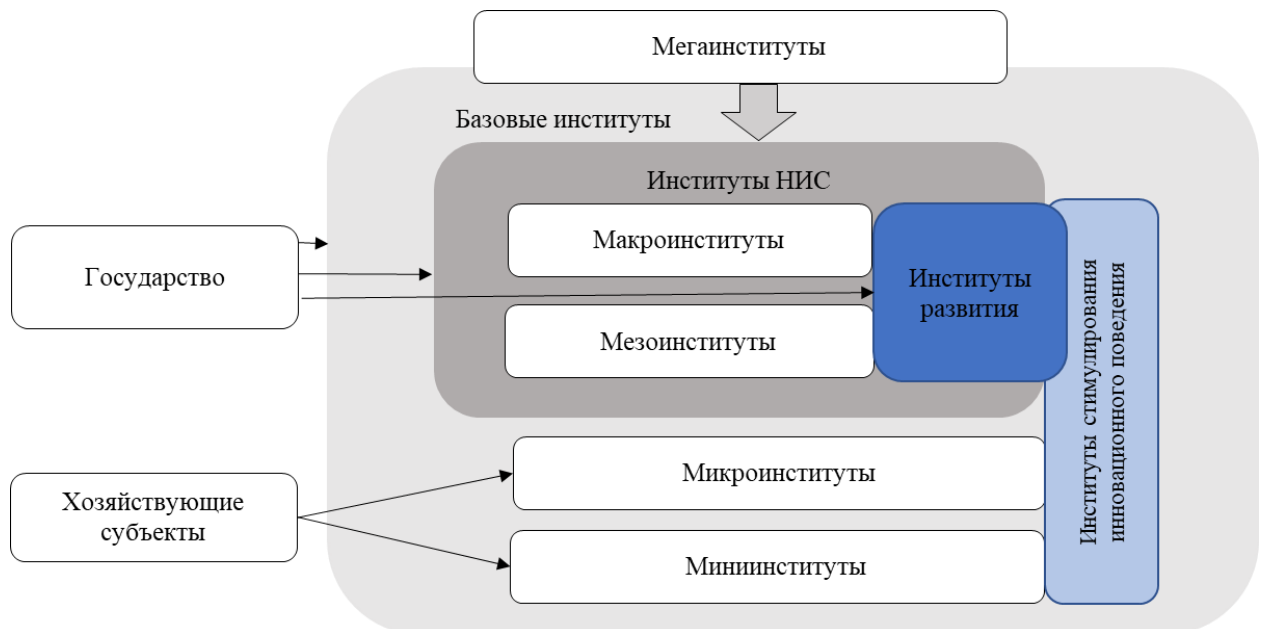 Мегаинституты
Базовые институты
Институты НИС
Макроинституты
Государство
Институты
развития
Мезоинституты
Институты стимулирования
инновационного поведения
Микроинституты
Хозяйствующие
субъекты
Миниинституты